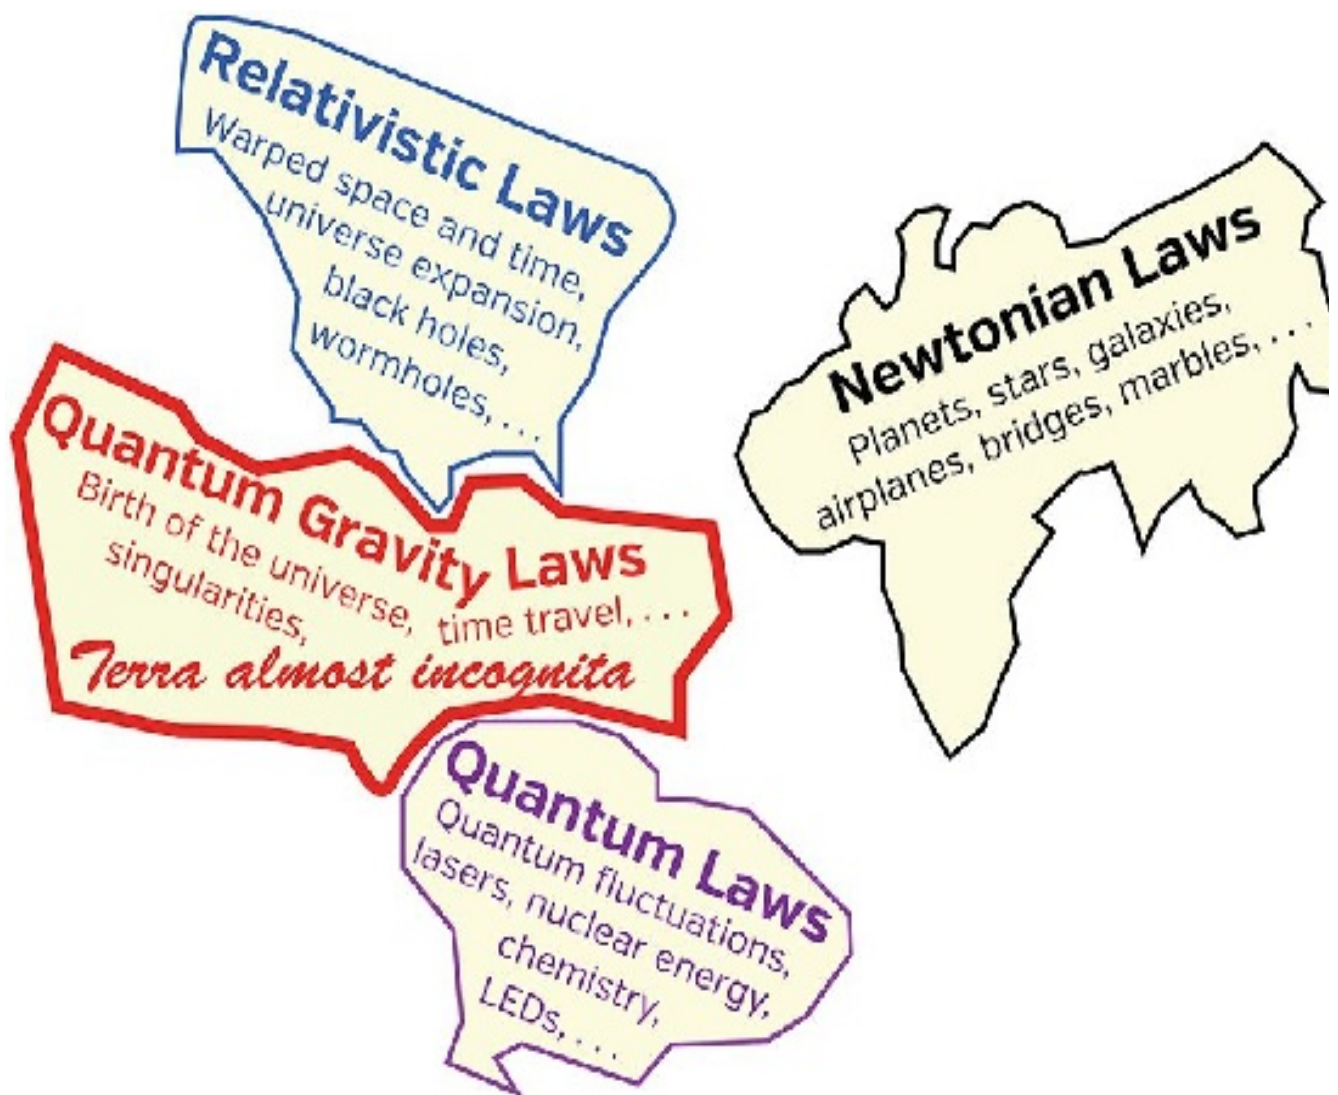 Relativistic Laws
Warped space and time,
universe expansion,
black holes,
wormholes, . . .
Newtonian Laws
Planets, stars, galaxies,
airplanes, bridges, marbles, . . .
Quantum Gravity Laws
Birth of the universe, time travel, . . .
singularities,
Terra almost incognita
Quantum Laws
Quantum fluctuations,
lasers, nuclear energy,
chemistry,
LEDs, . . .